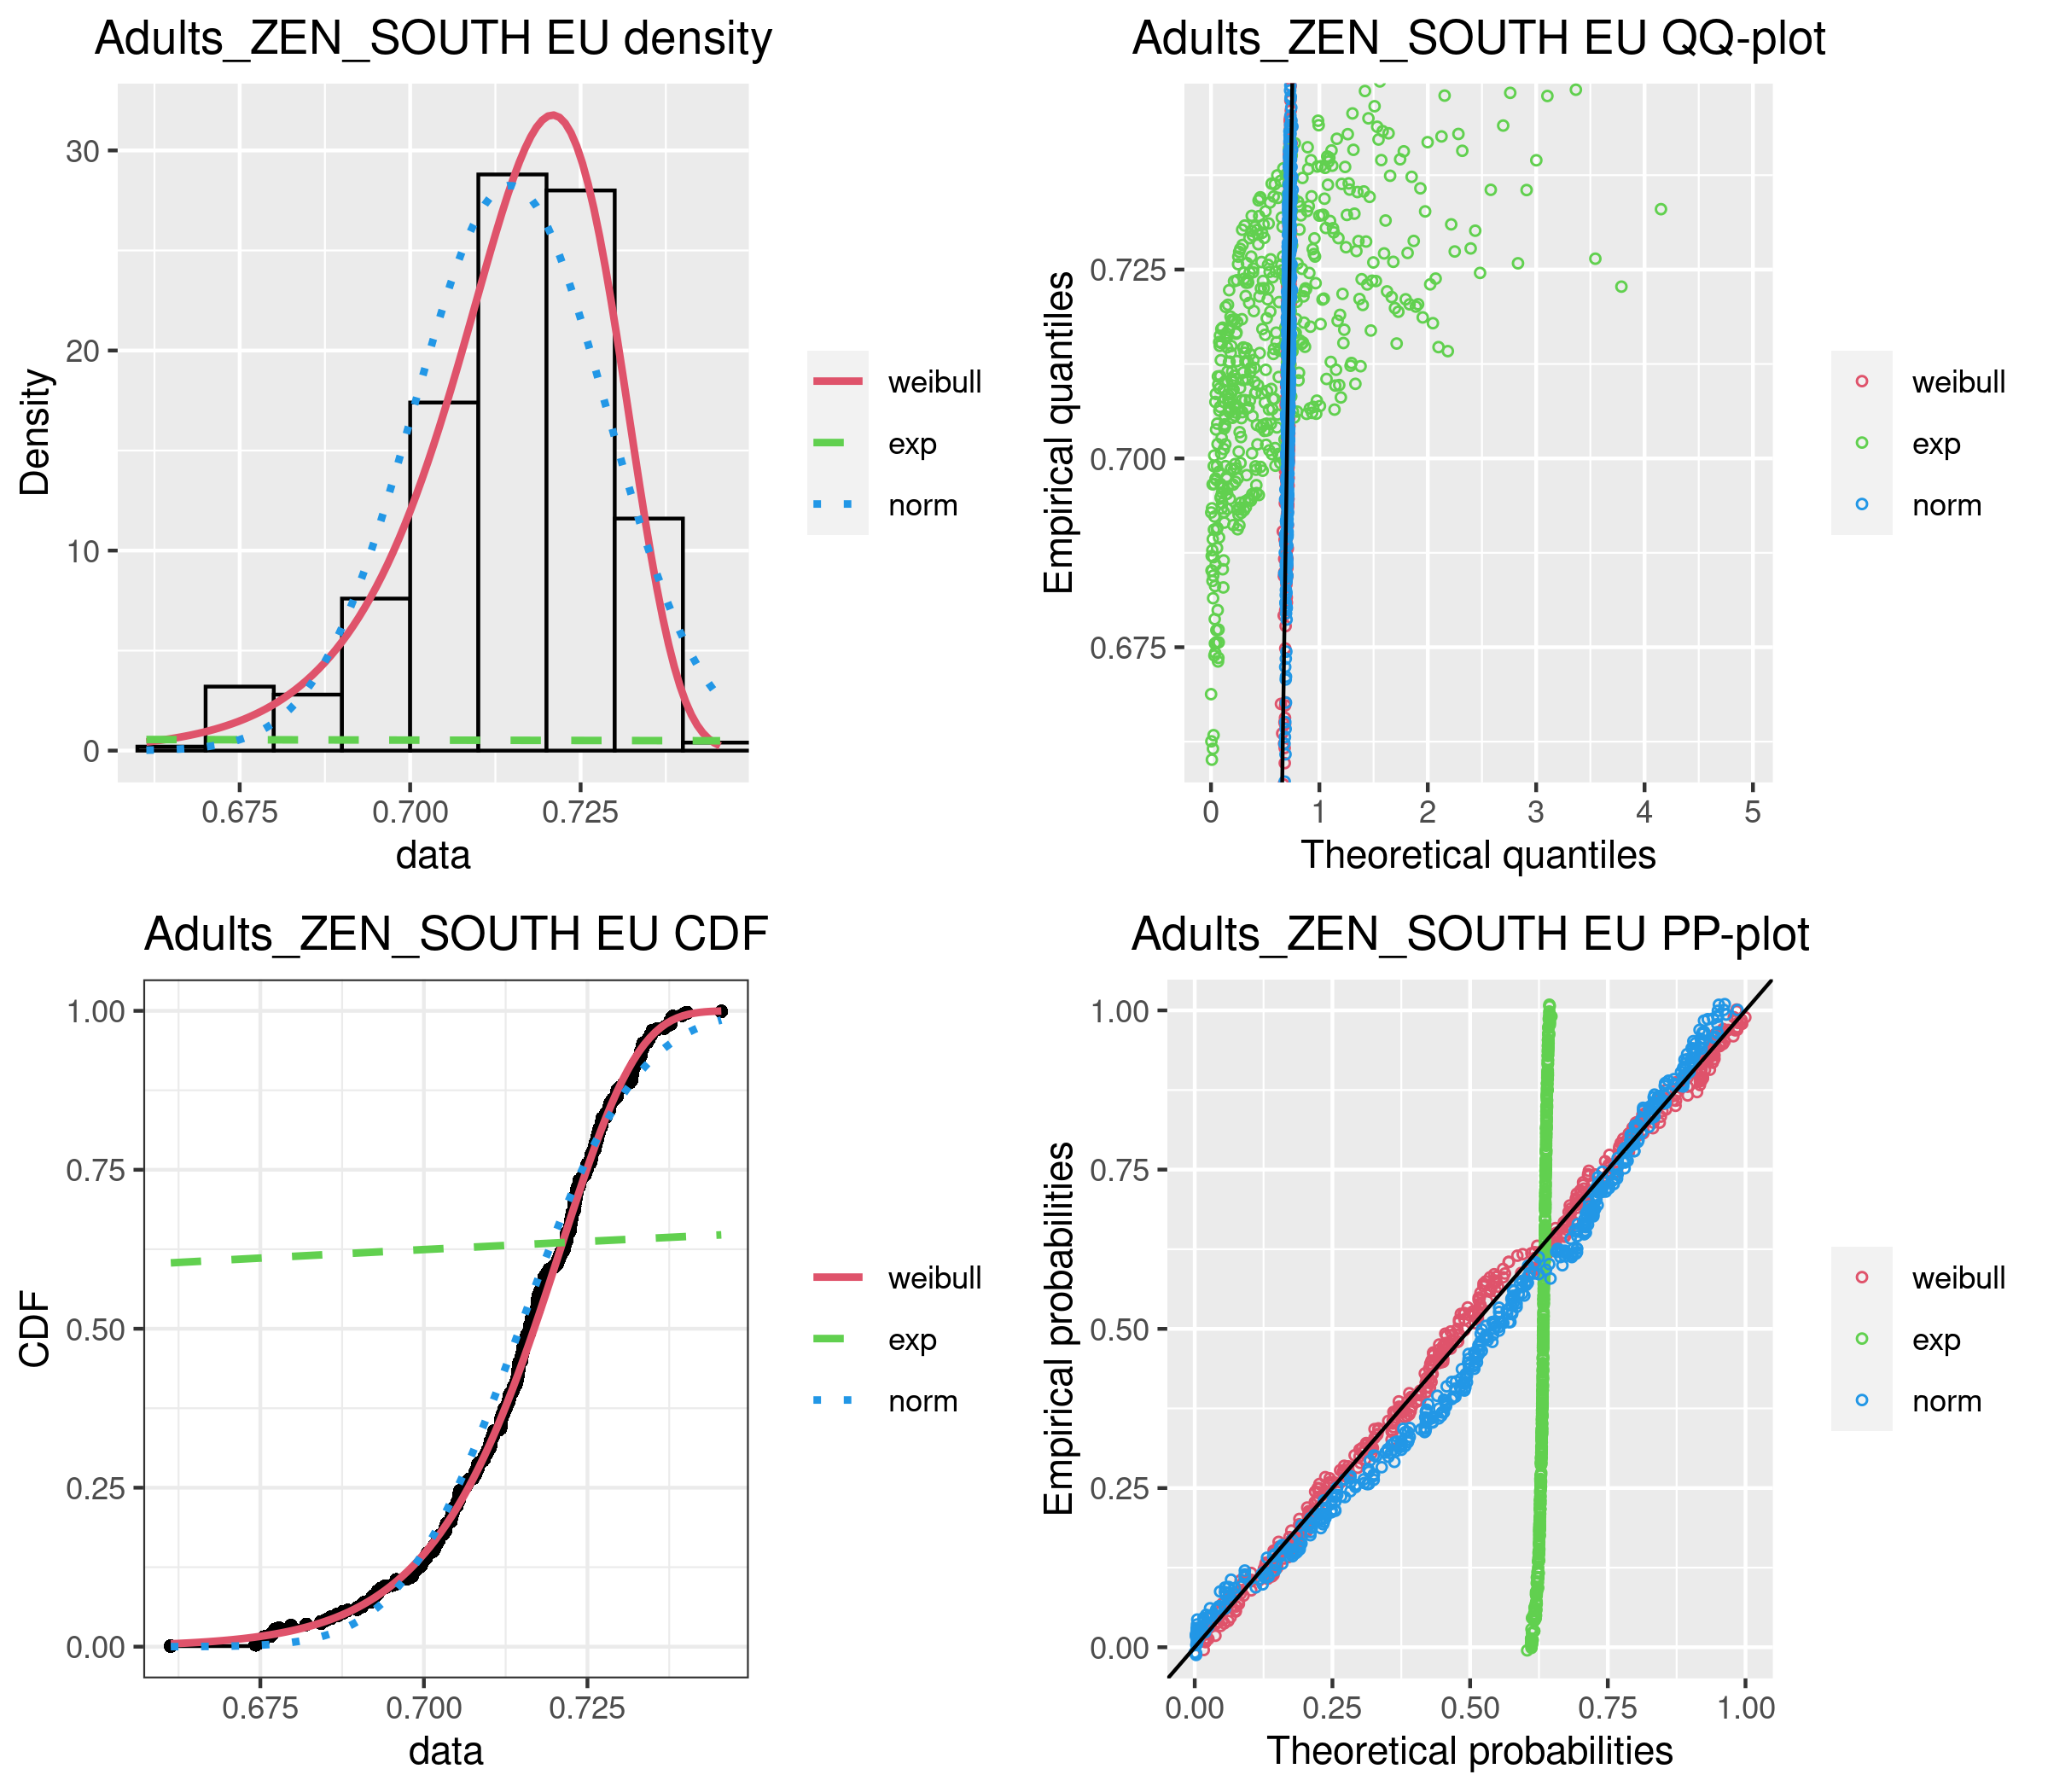 Adults_ZEN_SOUTH EU density
30
20
10
0
Density
0.675 0.700 0.725
data
weibull
exp
norm
Adults_ZEN_SOUTH EU QQ-plot
0.725
0.700
0.675
Empirical quantiles
0 1 2 3 4 5
Theoretical quantiles
weibull
exp
norm
Adults_ZEN_SOUTH EU CDF
1.00
0.75
0.50
0.25
0.00
CDF
0.675 0.700 0.725
data
weibull
exp
norm
Adults_ZEN_SOUTH EU PP-plot
1.00
0.75
0.50
0.25
0.00
Empirical probabilities
0.00 0.25 0.50 0.75 1.00
Theoretical probabilities
weibull
exp
norm